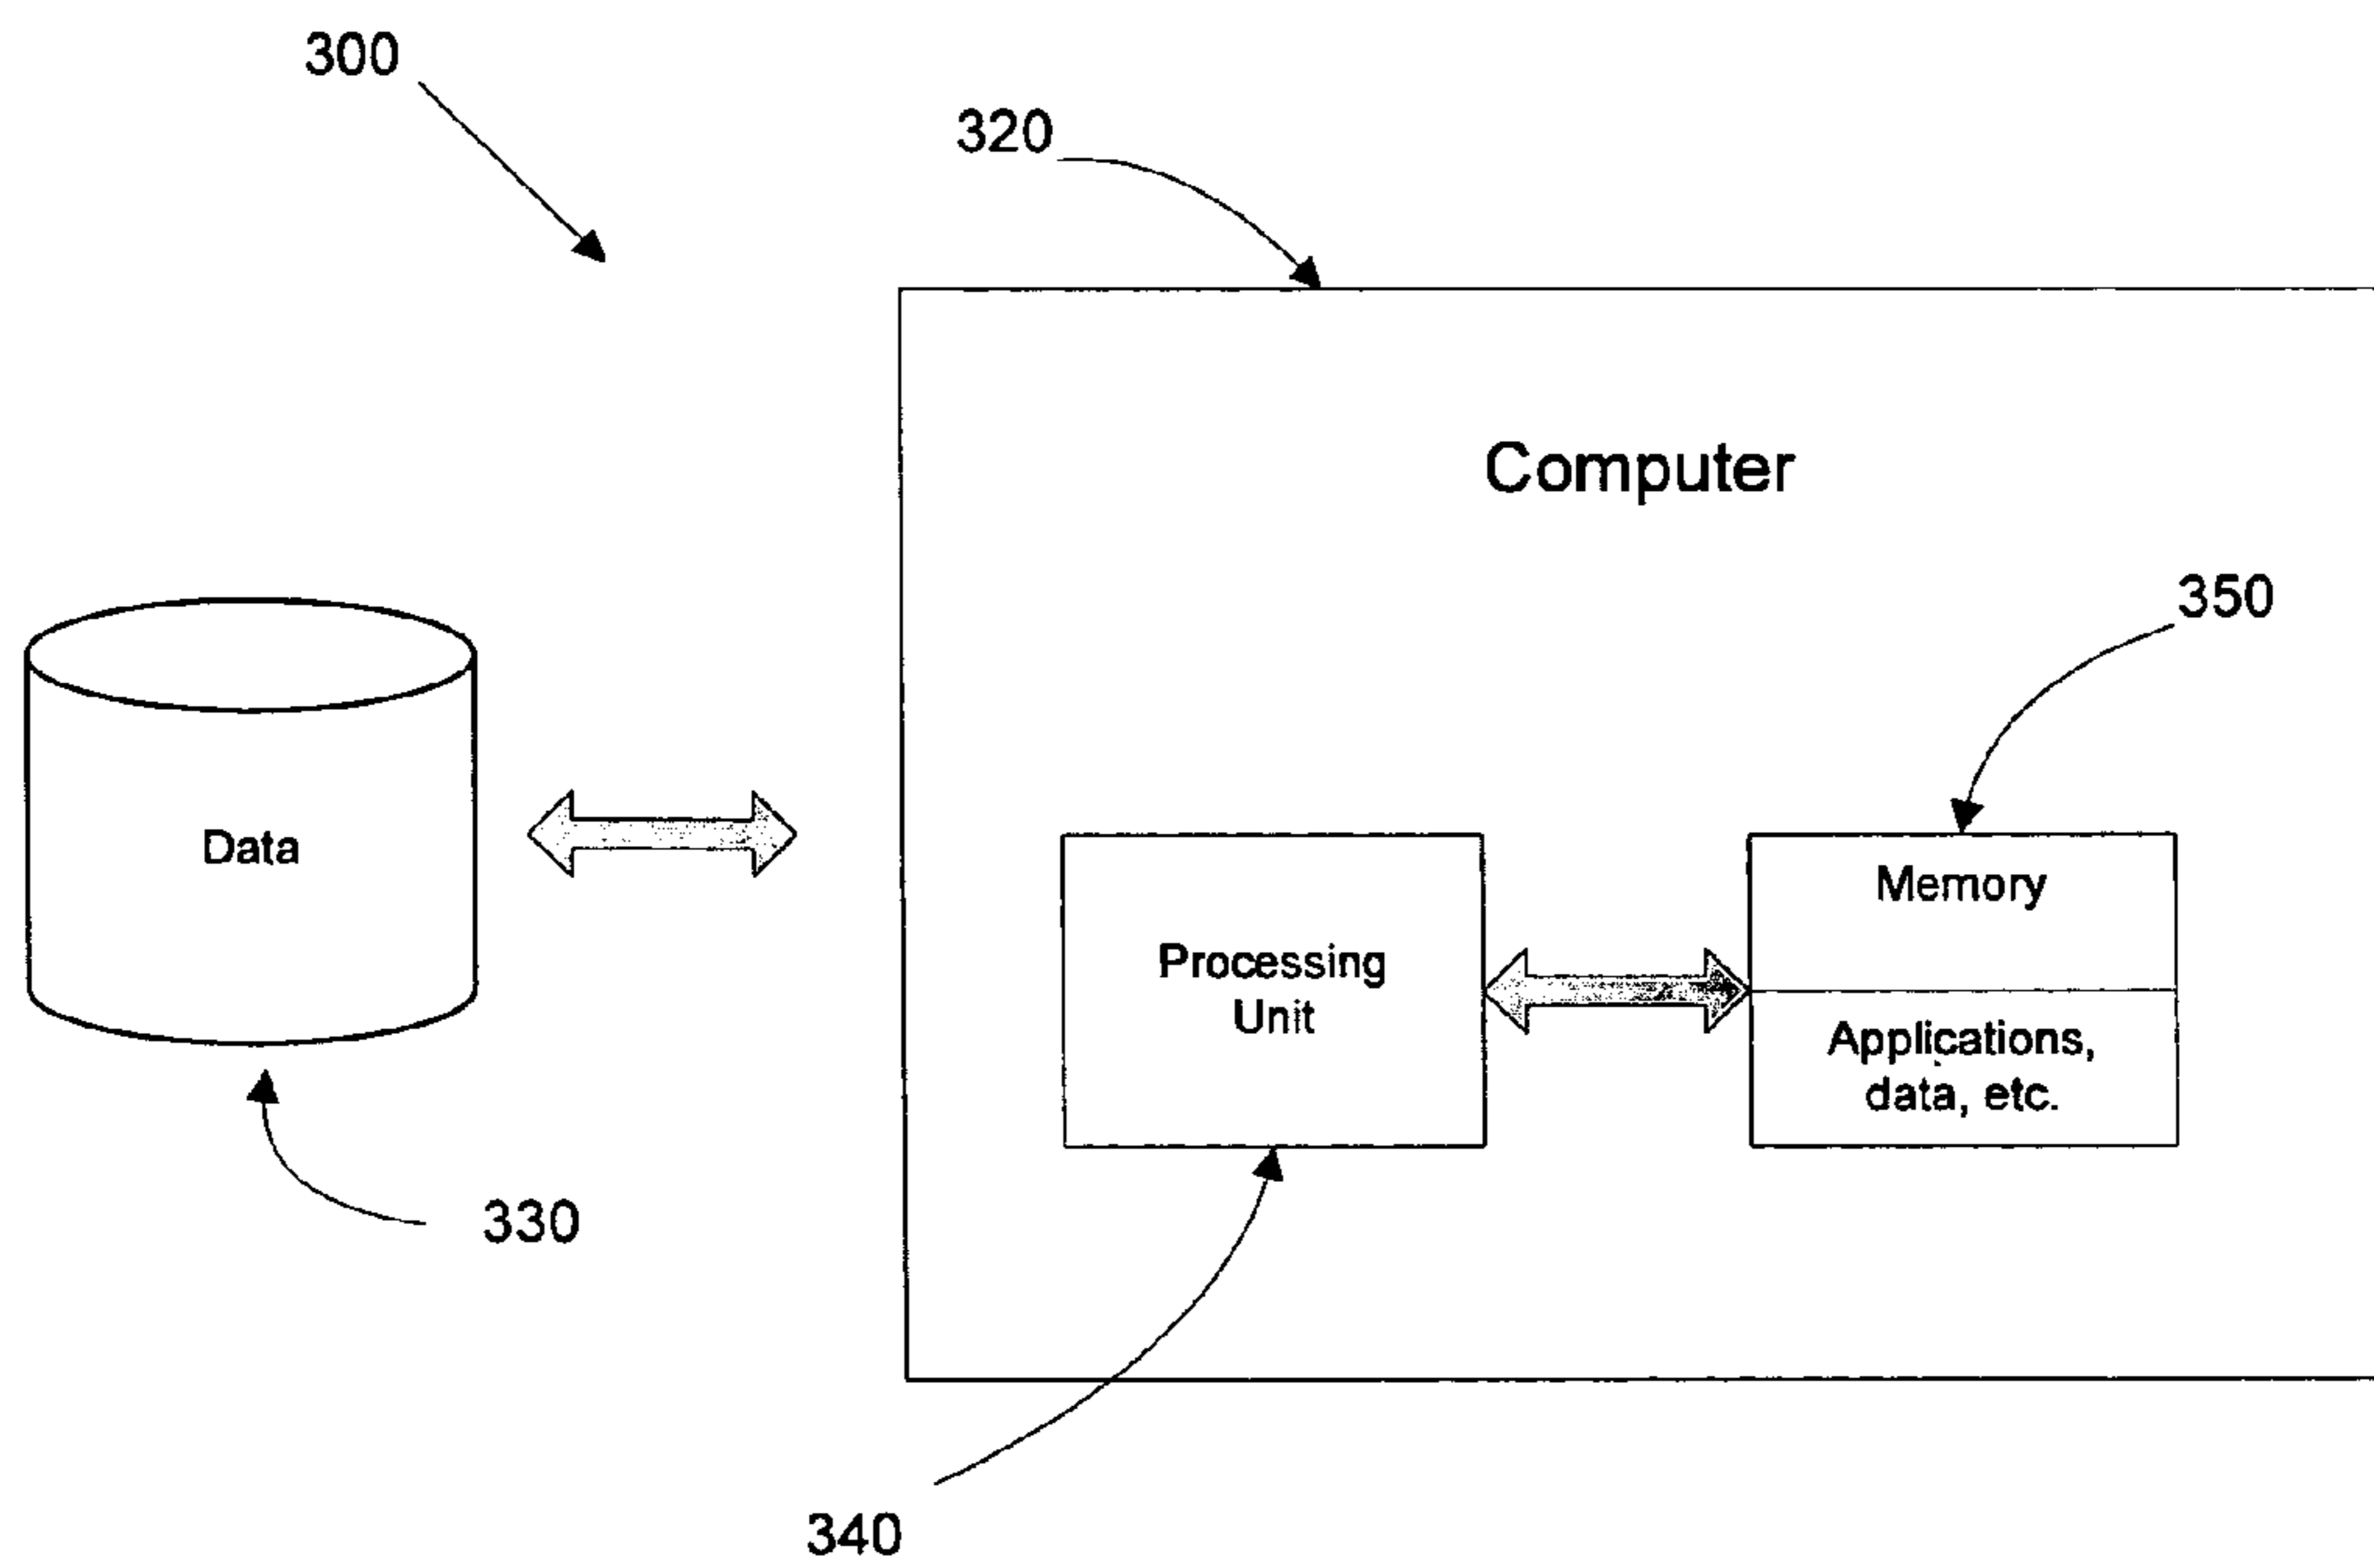 300
320
Computer
350
Data
Memory
Processing
Unit
Applications,
data, etc.
330
340